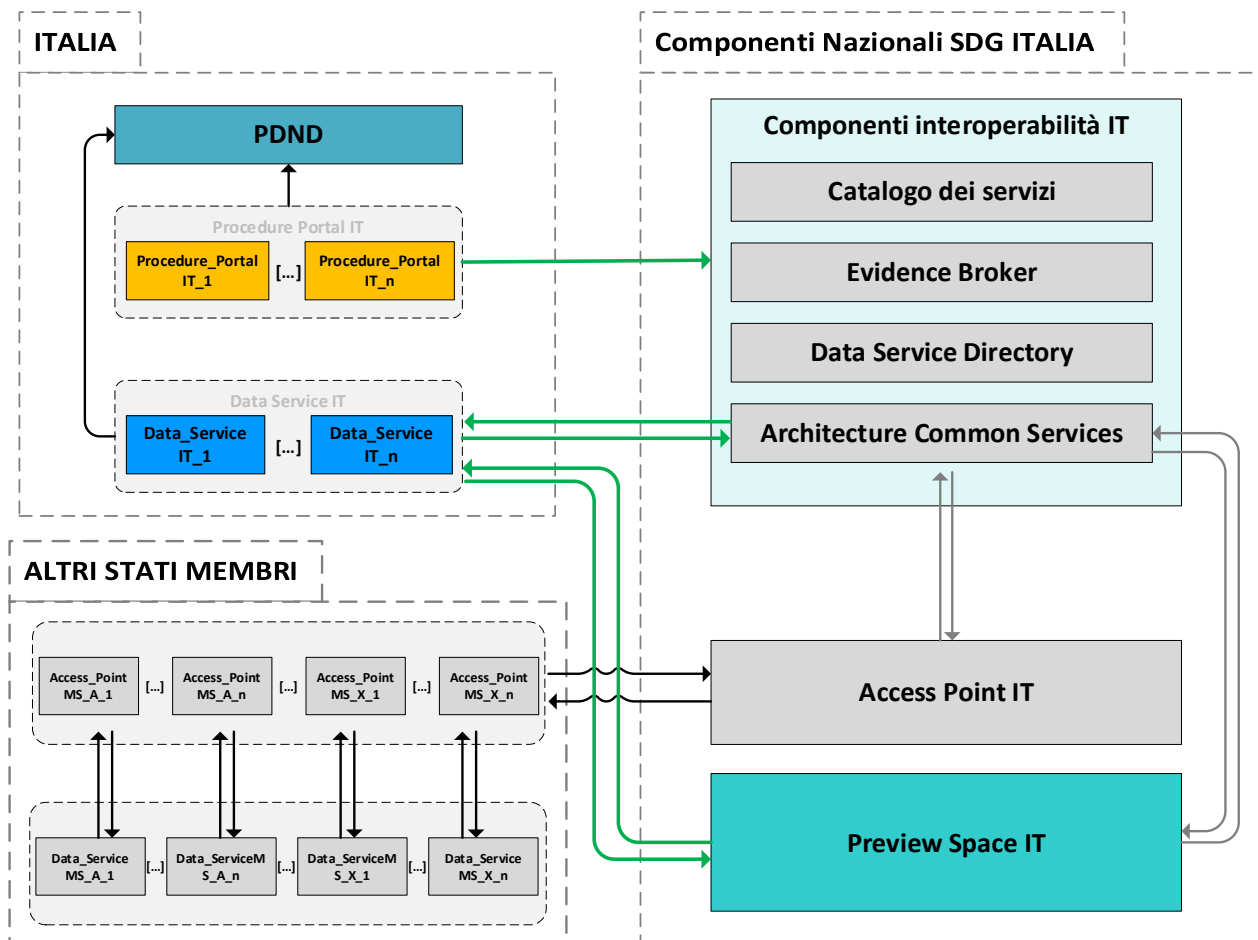 ITALIA
PDND
Procedure Portal IT
Procedure_Portal
IT_1
[...]
Procedure_Portal
IT_n
Data Service IT
Data_Service
IT_1
[...]
Data_Service
IT_n
Componenti Nazionali SDG ITALIA
Componenti interoperabilità IT
Catalogo dei servizi
Evidence Broker
Data Service Directory
Architecture Common Services
Access Point IT
Preview Space IT
ALTRI STATI MEMBRI
Access_Point
MS_A_1
[...]
Access_Point
MS_A_n
[...]
Access_Point
MS_X_1
[...]
Access_Point
MS_X_n
Data_Service
MS_A_1
[...]
Data_ServiceM
S_A_n
[...]
Data_ServiceM
S_X_1
[...]
Data_Service
MS_X_n